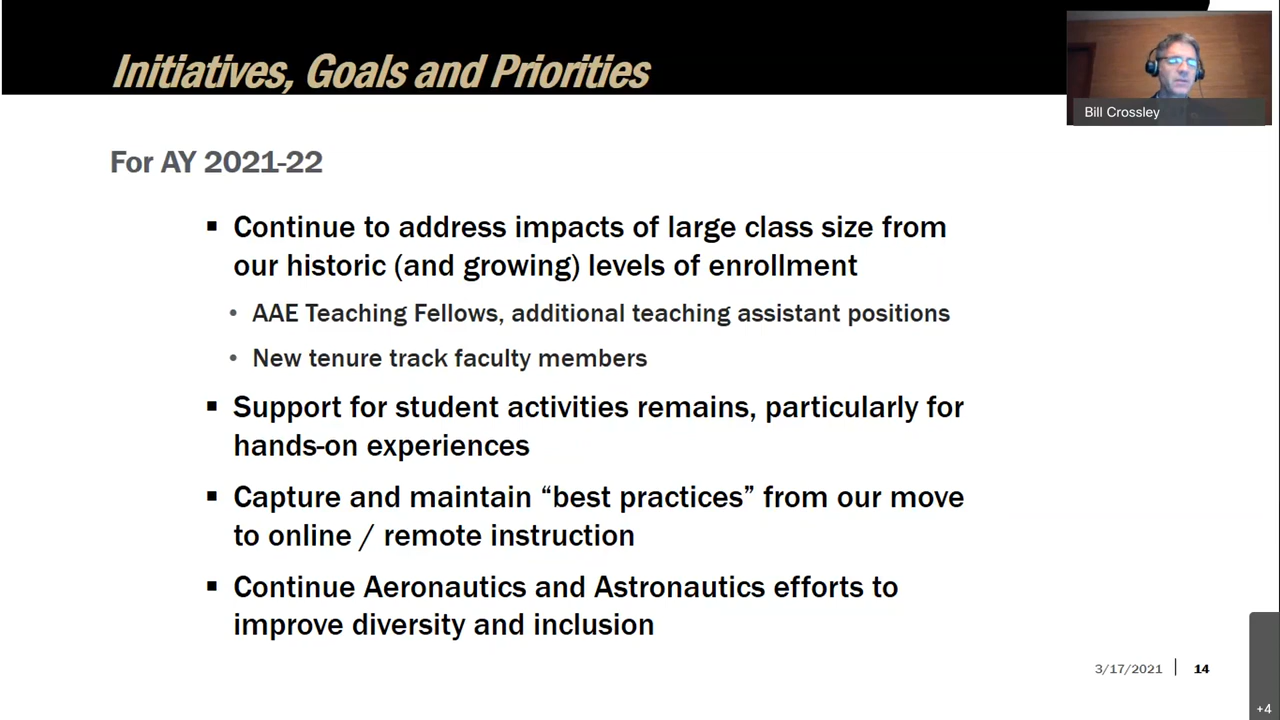 Initiatives, Goals and Priorities
Bill Crossley
For AY 2021-22
▪ Continue to address impacts of large class size from
our historic (and growing) levels of enrollment
• AAE Teaching Fellows, additional teaching assistant positions
• New tenure track faculty members
▪ Support for student activities remains, particularly for
hands-on experiences
▪ Capture and maintain “best practices” from our move
to online / remote instruction
▪ Continue Aeronautics and Astronautics efforts to
improve diversity and inclusion
3/17/2021 | 14
+4